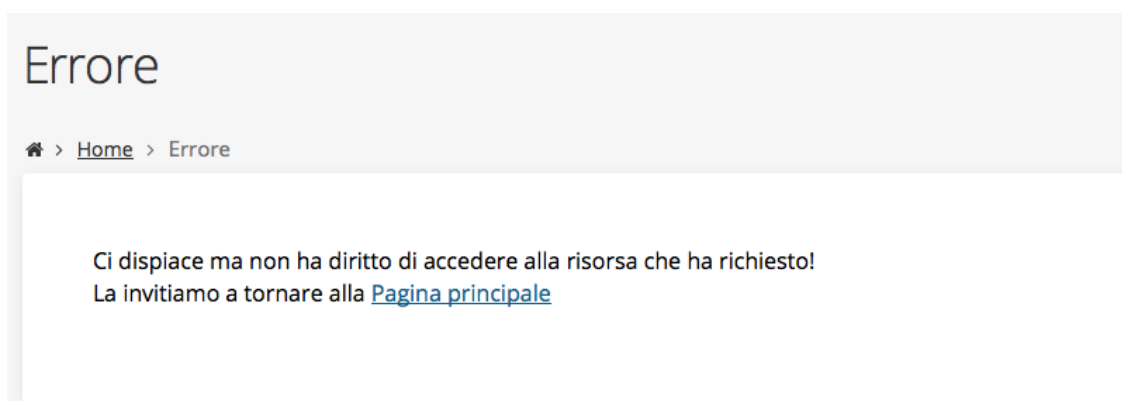 Errore
> Home > Errore
Ci dispiace ma non ha diritto di accedere alla risorsa che ha richiesto!
La invitiamo a tornare alla Pagina principale